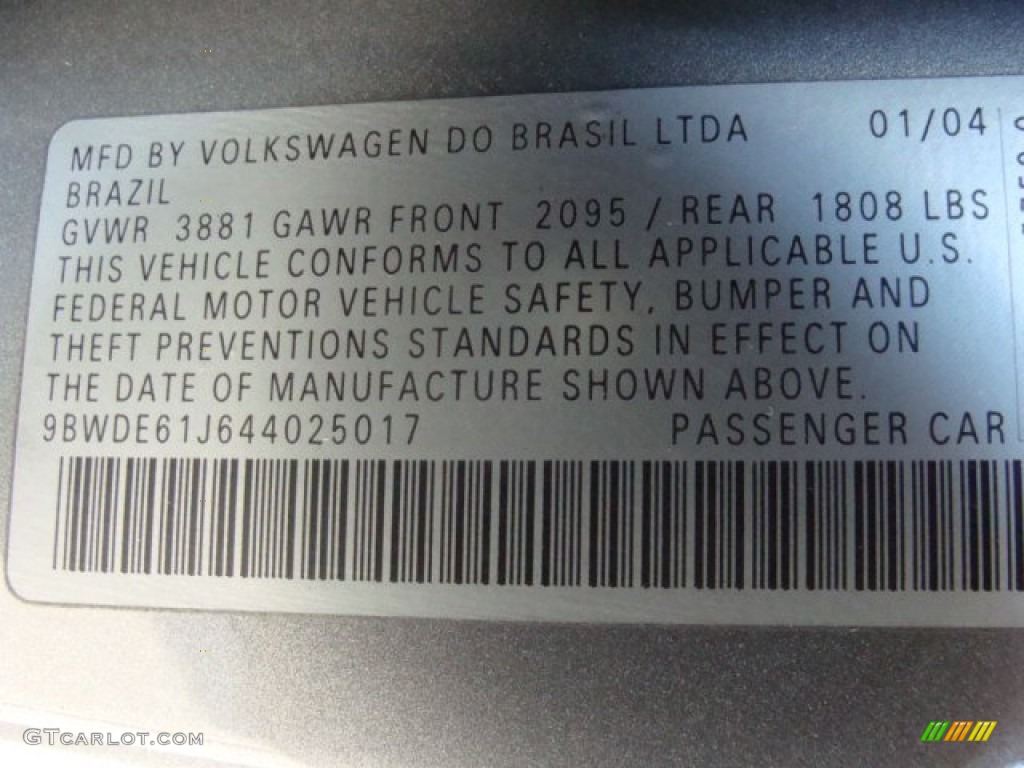 MFD BY VOLKSWAGEN DO BRASIL LTDA 01/04
BRAZIL
GVWR 3881 GAWR FRONT 2095 / REAR 1808 LBS
THIS VEHICLE CONFORMS TO ALL APPLICABLE U.S.
FEDERAL MOTOR VEHICLE SAFETY, BUMPER AND
THEFT PREVENTIONS STANDARDS IN EFFECT ON
THE DATE OF MANUFACTURE SHOWN ABOVE.
9BWDE61J644025017 PASSENGER CAR
GTcarlot.com